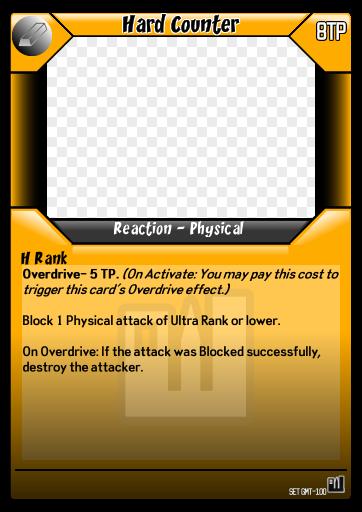 Hard Counter
8TP
Reaction - Physical
H Rank
Overdrive- 5 TP. (On Activate: You may pay this cost to
trigger this card's Overdrive effect.)
Block 1 Physical attack of Ultra Rank or lower.
On Overdrive: If the attack was Blocked successfully,
destroy the attacker.
SET GMT-100